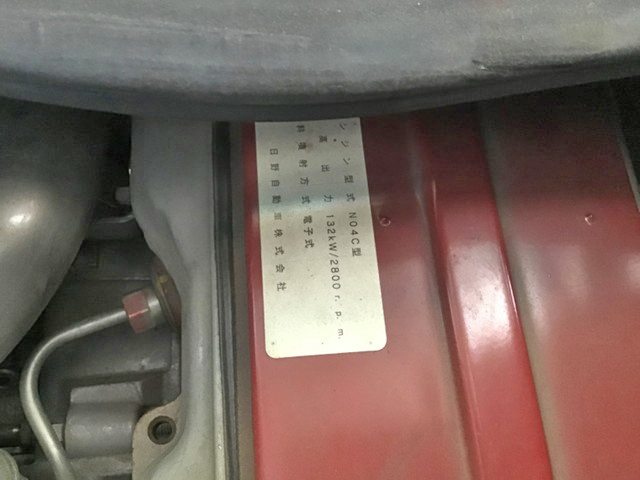 ンジン型式 N04C型
高出力 132kW/2800 r. p. m.
料噴射方式 電子式
日野自動車株式会社